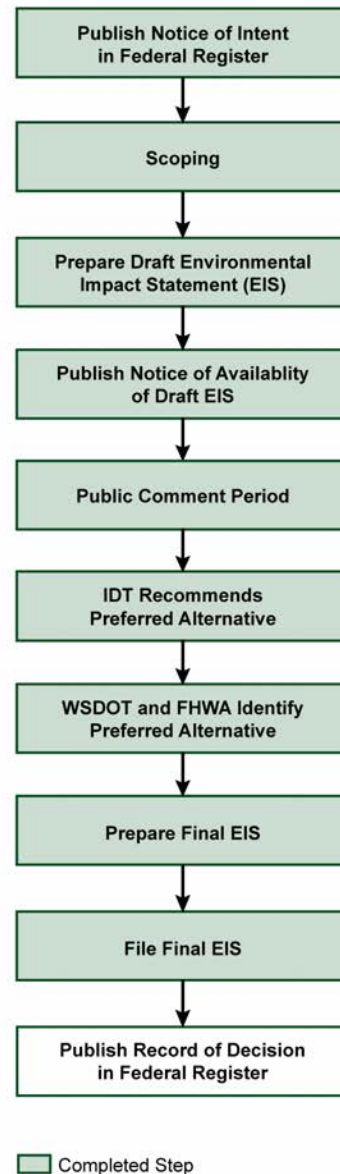 Publish Notice of Intent
in Federal Register
Scoping
Prepare Draft Environmental
Impact Statement (EIS)
Publish Notice of Availablity
of Draft EIS
Public Comment Period
IDT Recommends
Preferred Alternative
WSDOT and FHWA Identify
Preferred Alternative
Prepare Final EIS
File Final EIS
Publish Record of Decision
in Federal Register
Completed Step